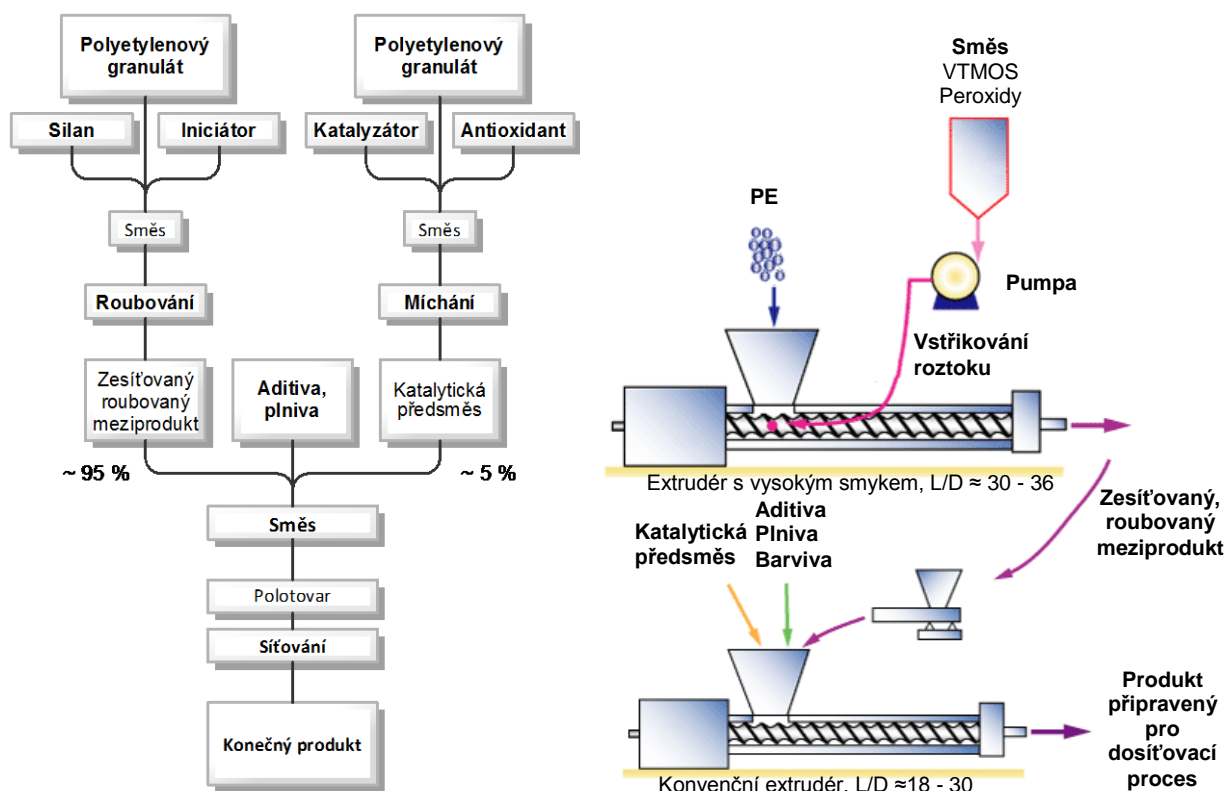 Polyetylenový
granulát
Polyetylenový
granulát
Silan
Iniciátor
Katalyzátor
Antioxidant
Směs
Směs
Roubování
Míchání
Zesíťovaný
roubovaný
meziprodukt
Aditiva,
plniva
Katalytická
předsměs
~ 95 %
~ 5 %
Směs
Polotovar
Síťování
Konečný produkt
Směs
VTMOS
Peroxidy
PE
Pumpa
Vstřikování
roztoku
Extrudér s vysokým smykem, L/D ≈ 30 - 36
Zesíťovaný,
roubovaný
meziprodukt
Katalytická
předsměs
Aditiva
Plniva
Barviva
Produkt
připravený
pro
dosíťovací
proces
Konvenční extrudér, L/D ≈18 - 30